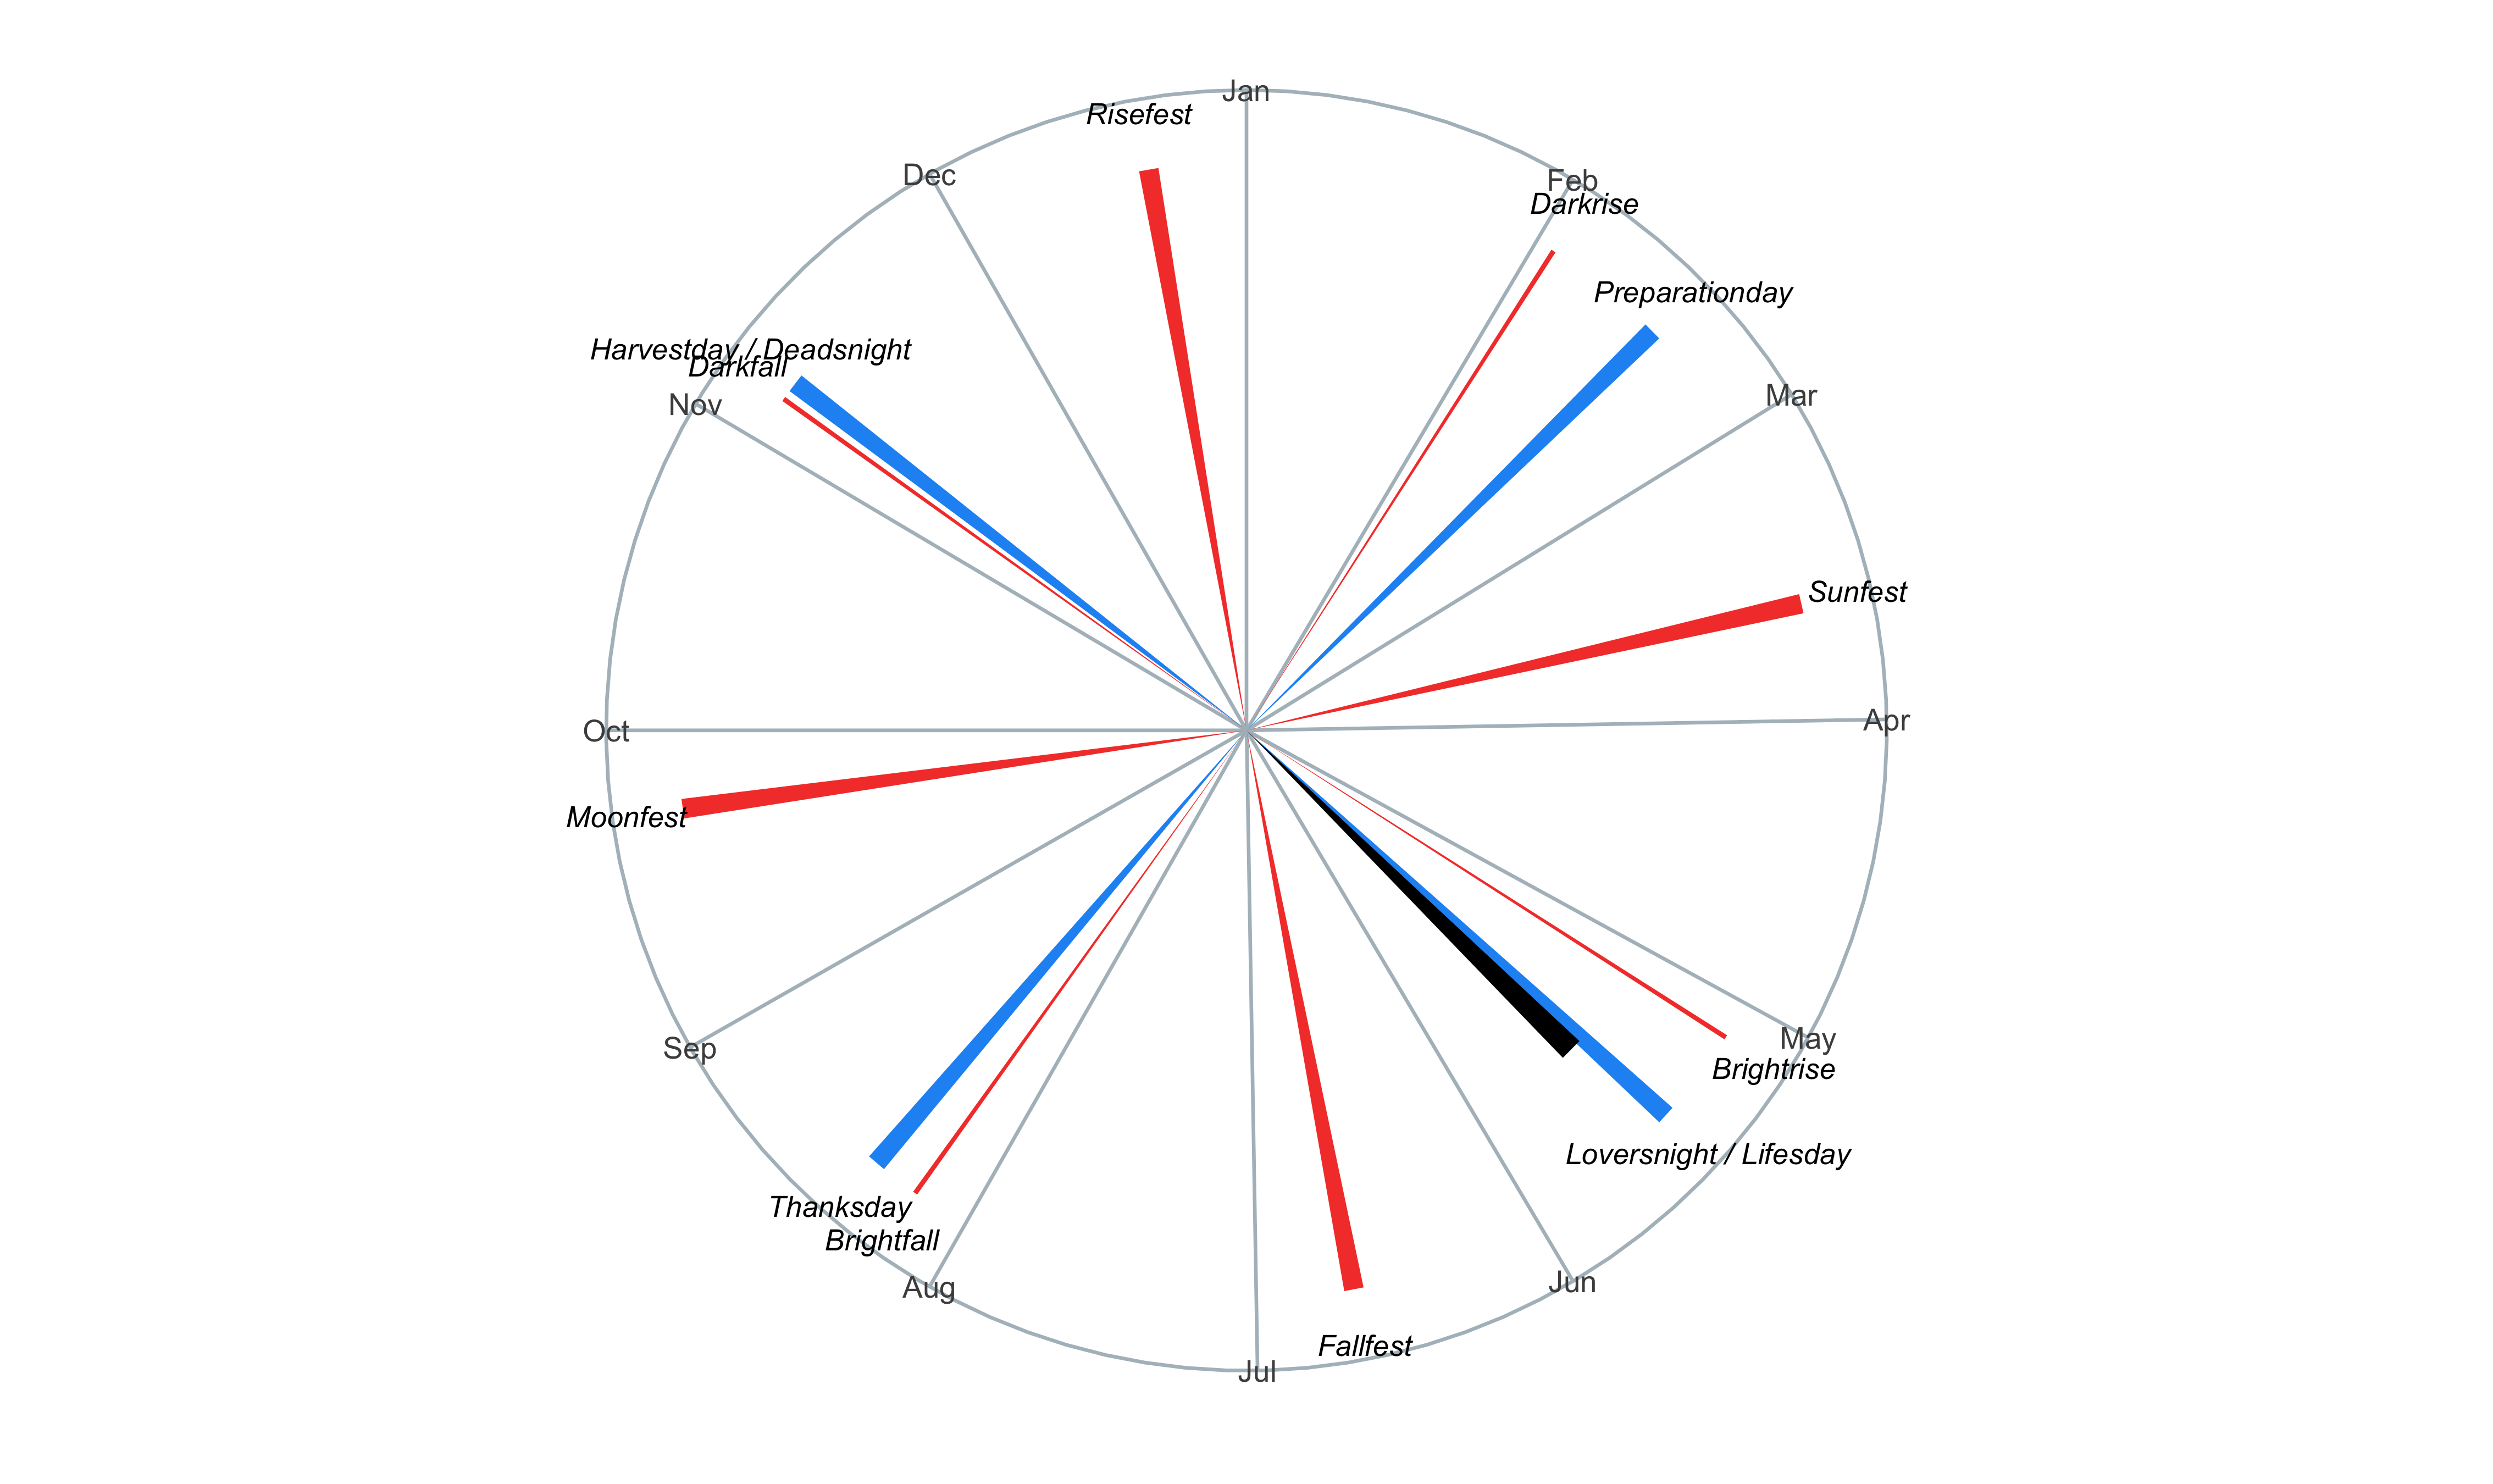 Jan
Risefest
Dec
Feb
Darkrise
Preparationday
Harvestday / Deadsnight
Darkfall
Nov
Mar
Sunfest
Oct
Apr
Moonfest
Sep
May
Brightrise
Loversnight / Lifesday
Thanksday
Brightfall
Aug
Jun
Fallfest
Jul